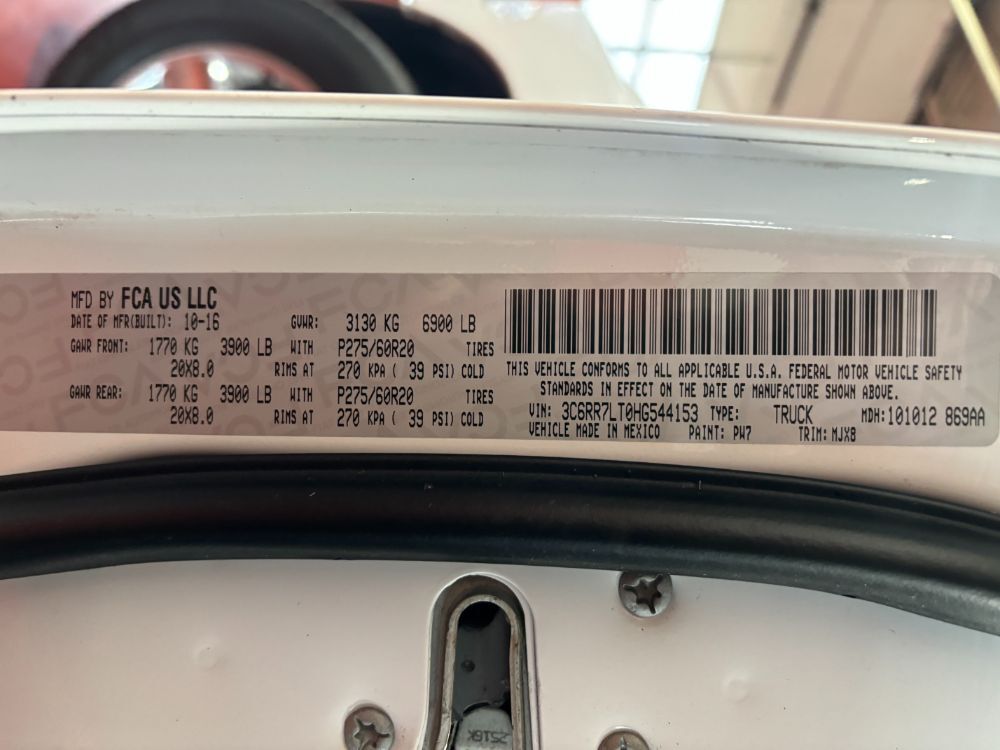 MFD BY FCA US LLC
DATE OF MFR(BUILT): 10-16 GVWR: 3130 KG 6900 LB
GAWR FRONT: 1770 KG 3900 LB WITH P275/60R20 TIRES
20X8.0 RIMS AT 270 KPA ( 39 PSI) COLD
GAWR REAR: 1770 KG 3900 LB WITH P275/60R20 TIRES
20X8.0 RIMS AT 270 KPA ( 39 PSI) COLD
THIS VEHICLE CONFORMS TO ALL APPLICABLE U.S.A. FEDERAL MOTOR VEHICLE SAFETY
STANDARDS IN EFFECT ON THE DATE OF MANUFACTURE SHOWN ABOVE.
VIN: 3C6RR7LT0HG544153 TYPE: TRUCK MDH:101012 869AA
VEHICLE MADE IN MEXICO PAINT: PW7 TRIM: MJX8